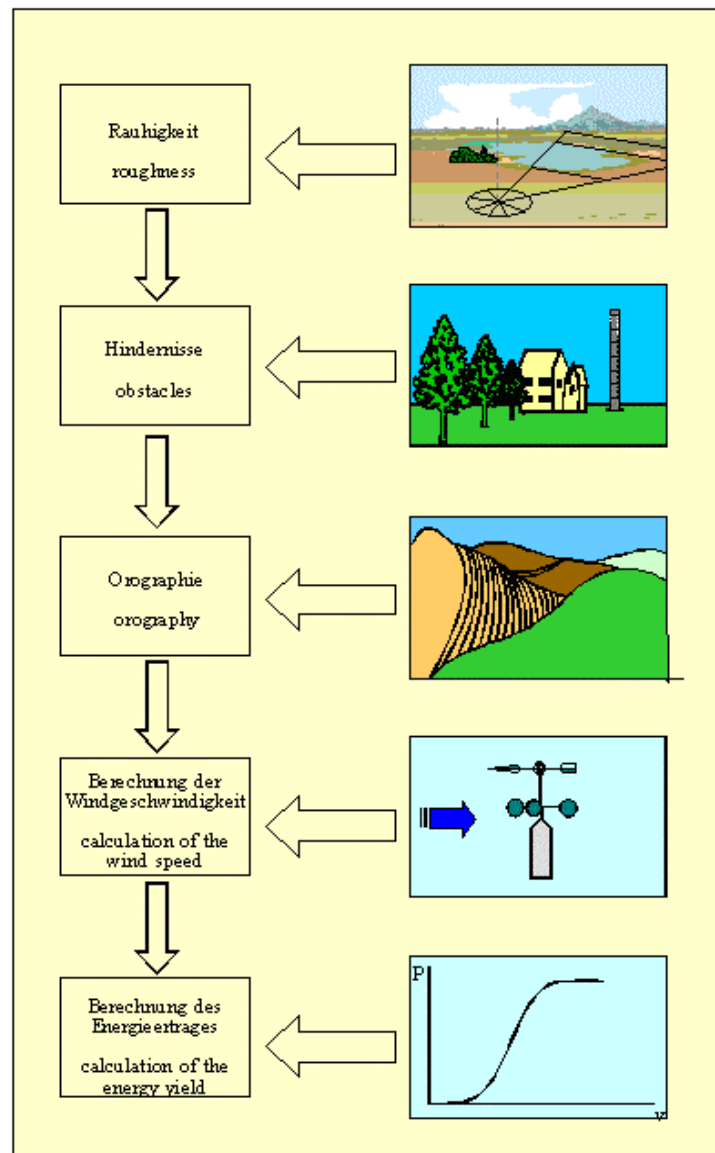 Rauhigkeit
roughness
Hindernisse
obstacles
Orographie
orography
Berechnung der
Windgeschwindigkeit
calculation of the
wind speed
Berechnung des
Energieertrages
calculation of the
energy yield
P
v